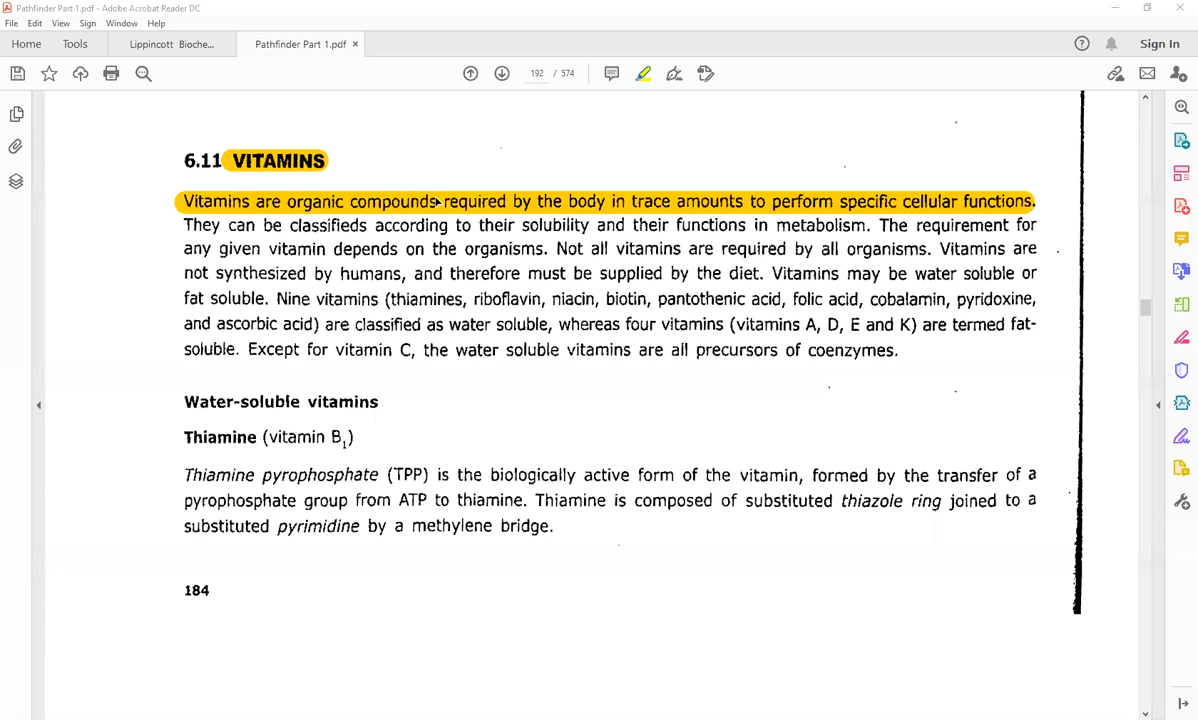 Pathfinder Part 1.pdf - Adobe Acrobat Reader DC
File Edit View Sign Window Help
Home Tools Lippincott Bioche... Pathfinder Part 1.pdf × Sign In
192 / 574
6.11 VITAMINS
Vitamins are organic compounds required by the body in trace amounts to perform specific cellular functions.
They can be classifieds according to their solubility and their functions in metabolism. The requirement for
any given vitamin depends on the organisms. Not all vitamins are required by all organisms. Vitamins are
not synthesized by humans, and therefore must be supplied by the diet. Vitamins may be water soluble or
fat soluble. Nine vitamins (thiamines, riboflavin, niacin, biotin, pantothenic acid, folic acid, cobalamin, pyridoxine,
and ascorbic acid) are classified as water soluble, whereas four vitamins (vitamins A, D, E and K) are termed fat-
soluble. Except for vitamin C, the water soluble vitamins are all precursors of coenzymes.
Water-soluble vitamins
Thiamine (vitamin B₁)
Thiamine pyrophosphate (TPP) is the biologically active form of the vitamin, formed by the transfer of a
pyrophosphate group from ATP to thiamine. Thiamine is composed of substituted thiazole ring joined to a
substituted pyrimidine by a methylene bridge.
184